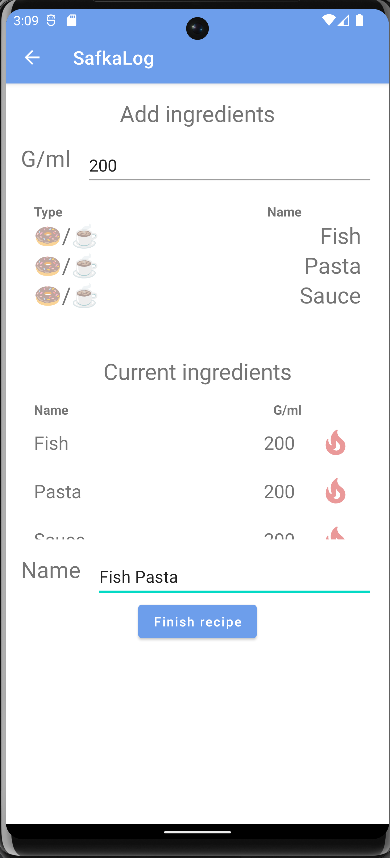 3:09
SafkaLog
Add ingredients
G/ml 200
Type Name
/ Fish
/ Pasta
/ Sauce
Current ingredients
Name G/ml
Fish 200
Pasta 200
Sauce 200
Name Fish Pasta
Finish recipe